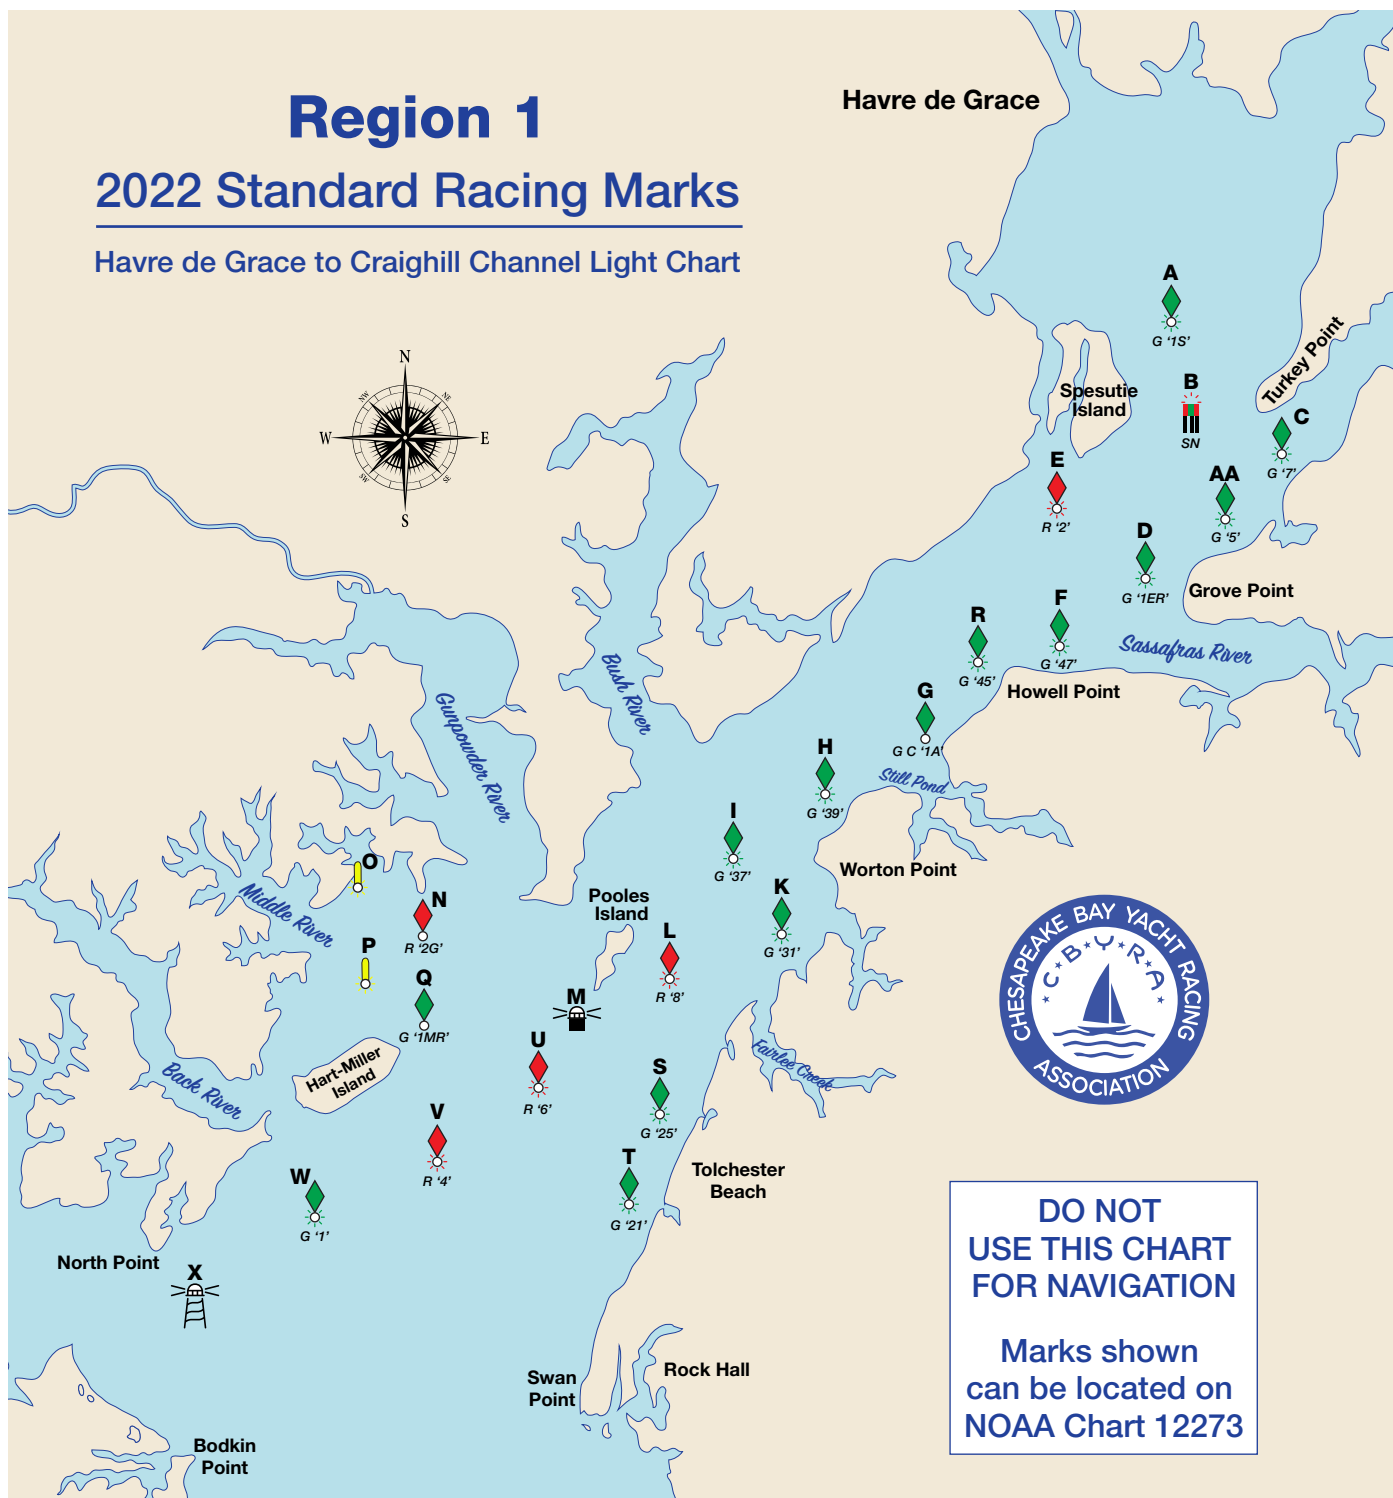 Region 1
2022 Standard Racing Marks
Havre de Grace to Craighill Channel Light Chart
Havre de Grace
A
G ‘1S’
Turkey Point
N
NW
NE
W
E
SW
SE
S
Spesutie
Island
B
SN
C
G ‘7’
E
R ‘2’
AA
G ‘5’
D
G ‘1ER’
Grove Point
F
G ‘47’
Sassafras River
R
G ‘45’
Howell Point
Bush River
Gunpowder River
G
G C ‘1A’
Still Pond
H
G ‘39’
I
G ‘37’
Worton Point
K
G ‘31’
O
Middle River
N
R ‘2G’
Pooles
Island
L
R ‘8’
P
Q
G ‘1MR’
M
U
R ‘6’
Hart-Miller
Island
Back River
Fairlee Creek
S
G ‘25’
V
R ‘4’
T
G ‘21’
Tolchester
Beach
W
G ‘1’
North Point
X
Swan
Point
Rock Hall
Bodkin
Point
CHESAPEAKE BAY YACHT RACING
C★B★Y★R★A
ASSOCIATION
DO NOT
USE THIS CHART
FOR NAVIGATION
Marks shown
can be located on
NOAA Chart 12273